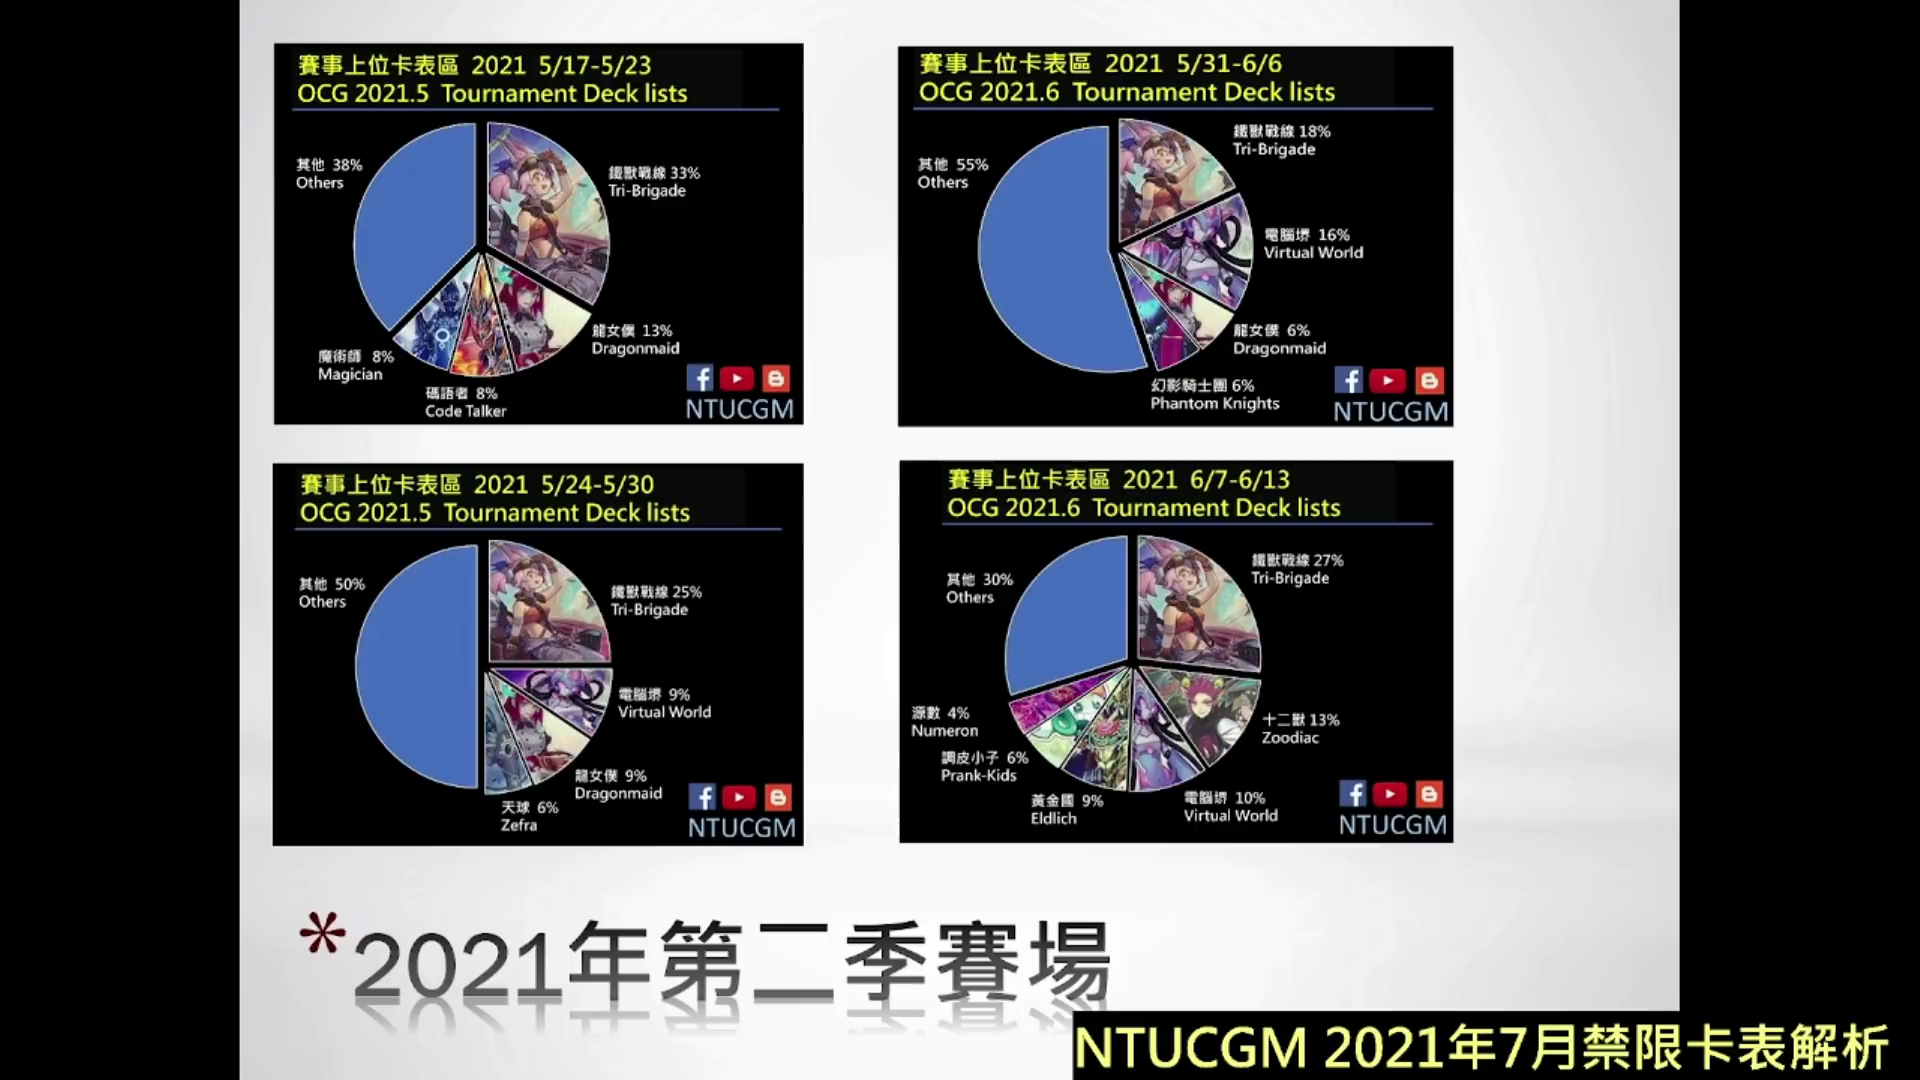 賽事上位卡表區 2021 5/17-5/23
OCG 2021.5 Tournament Deck lists
其他 38%
Others
鐵獸戰線 33%
Tri-Brigade
龍女僕 13%
Dragonmaid
碼語者 8%
Code Talker
魔術師 8%
Magician
NTUCGM
賽事上位卡表區 2021 5/31-6/6
OCG 2021.6 Tournament Deck lists
其他 55%
Others
鐵獸戰線 18%
Tri-Brigade
電腦堺 16%
Virtual World
龍女僕 6%
Dragonmaid
幻影騎士團 6%
Phantom Knights
NTUCGM
賽事上位卡表區 2021 5/24-5/30
OCG 2021.5 Tournament Deck lists
其他 50%
Others
鐵獸戰線 25%
Tri-Brigade
電腦堺 9%
Virtual World
龍女僕 9%
Dragonmaid
天球 6%
Zefra
NTUCGM
賽事上位卡表區 2021 6/7-6/13
OCG 2021.6 Tournament Deck lists
其他 30%
Others
鐵獸戰線 27%
Tri-Brigade
十二獸 13%
Zoodiac
電腦堺 10%
Virtual World
黃金國 9%
Eldlich
調皮小子 6%
Prank-Kids
源數 4%
Numeron
NTUCGM
*2021年第二季賽場
NTUCGM 2021年7月禁限卡表解析